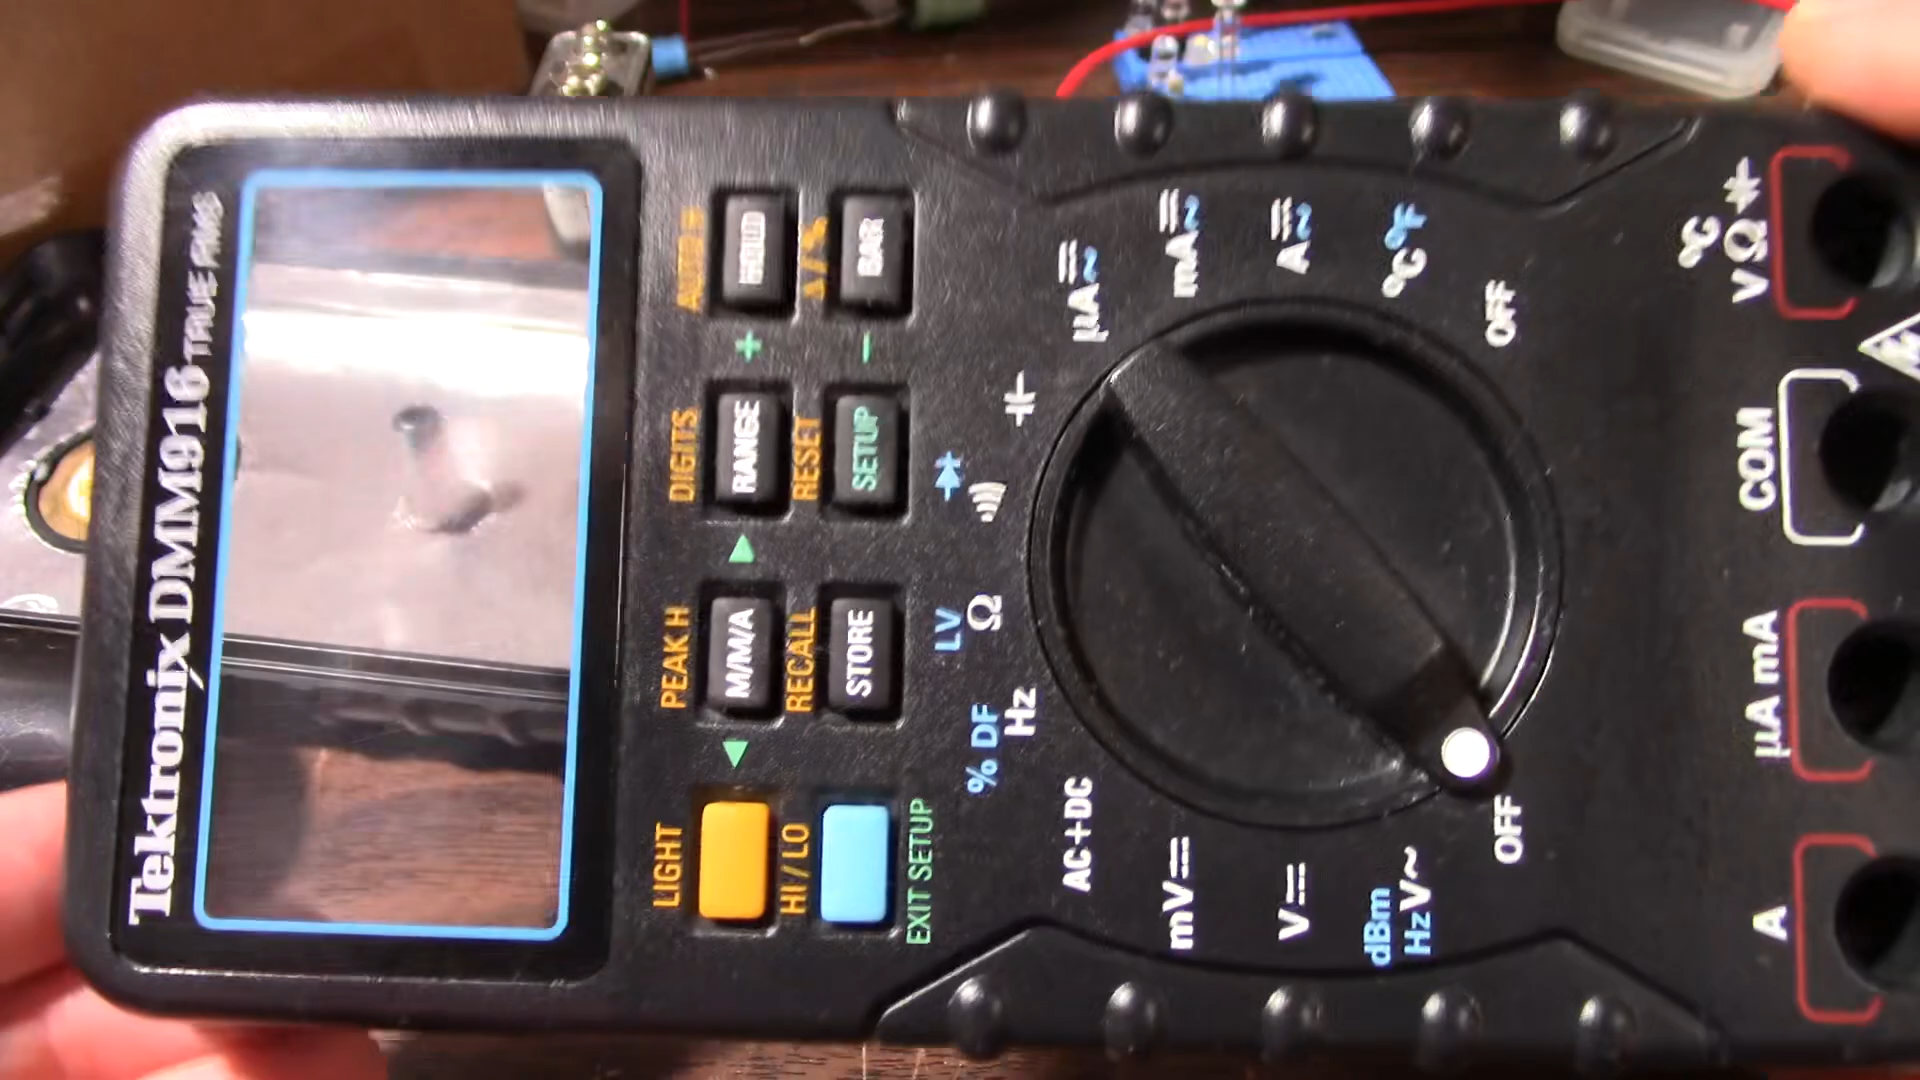 Tektronix DMM916 TRUE RMS
LIGHT PEAK H DIGITS AUTO H
M/M/A RANGE HOLD
HI/LO RECALL RESET Δ/%
STORE SETUP BAR
EXIT SETUP
+
−
OFF
dBm
Hz V~
V⎓
mV⎓
AC+DC
% DF
Hz
LV
Ω
µA⎓~
mA⎓~
A⎓~
°C°F
OFF
A
µA mA
COM
°C
VΩ